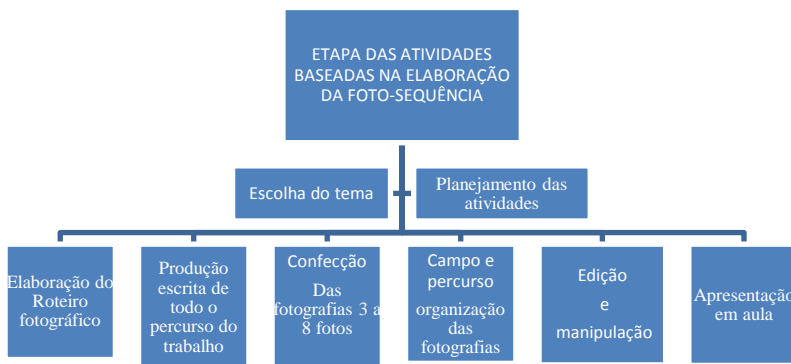 ETAPA DAS ATIVIDADES
BASEADAS NA ELABORAÇÃO
DA FOTO-SEQUÊNCIA
Escolha do tema
Planejamento das
atividades
Elaboração do
Roteiro
fotográfico
Produção
escrita de
todo o
percurso do
trabalho
Confecção
Das
fotografias 3 a
8 fotos
Campo e
percurso
organização
das
fotografias
Edição
e
manipulação
Apresentação
em aula